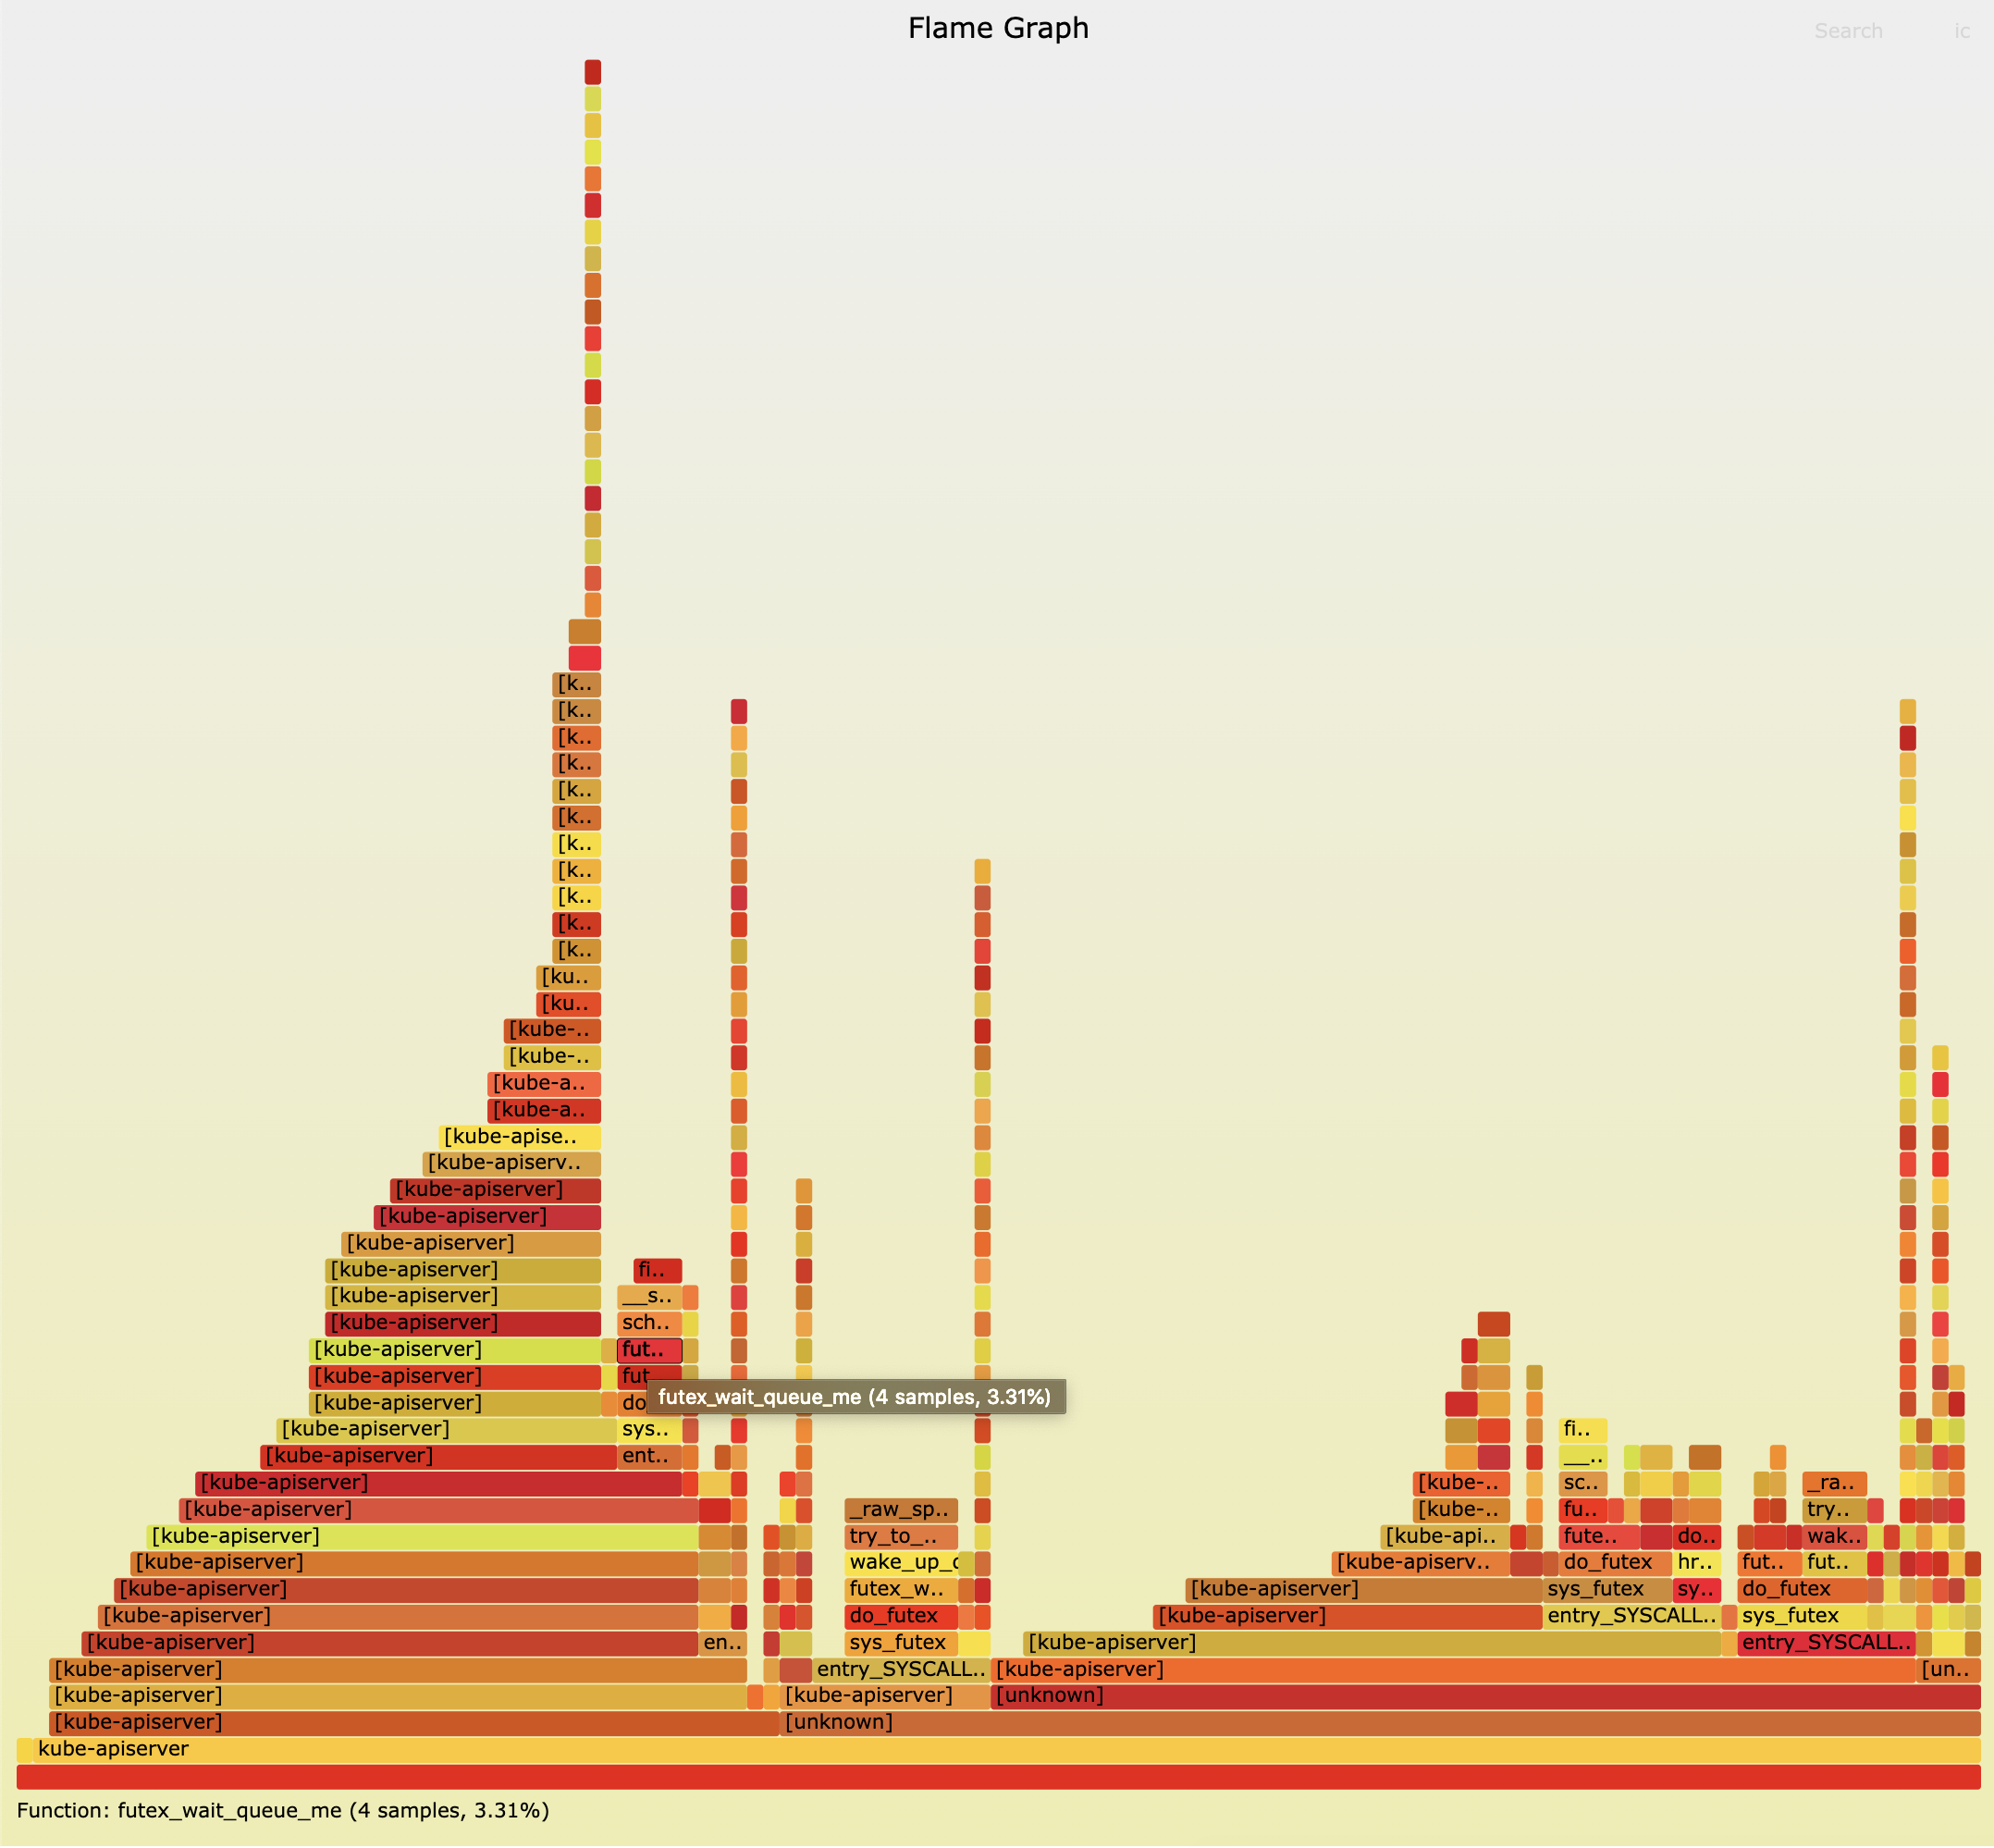 Flame Graph
Search ic
[k..
[k..
[k..
[k..
[k..
[k..
[k..
[k..
[k..
[k..
[k..
[ku..
[ku..
[kube-..
[kube-..
[kube-a..
[kube-a..
[kube-apise..
[kube-apiserv..
[kube-apiserver]
[kube-apiserver]
[kube-apiserver]
[kube-apiserver] fi..
[kube-apiserver] __s..
[kube-apiserver] sch..
[kube-apiserver] fut..
[kube-apiserver] fut
futex_wait_queue_me (4 samples, 3.31%)
[kube-apiserver] do
[kube-apiserver] sys.. fi..
[kube-apiserver] ent.. __..
[kube-apiserver] [kube-.. sc.. _ra..
[kube-apiserver] _raw_sp.. [kube-.. fu.. try..
[kube-apiserver] try_to_.. [kube-api.. fute.. do.. wak..
[kube-apiserver] wake_up_q [kube-apiserv.. do_futex hr.. fut.. fut..
[kube-apiserver] futex_w.. [kube-apiserver] sys_futex sy.. do_futex
[kube-apiserver] do_futex [kube-apiserver] entry_SYSCALL.. sys_futex
[kube-apiserver] en.. sys_futex [kube-apiserver] entry_SYSCALL..
[kube-apiserver] entry_SYSCALL.. [kube-apiserver] [un..
[kube-apiserver] [kube-apiserver] [unknown]
[kube-apiserver] [unknown]
kube-apiserver
Function: futex_wait_queue_me (4 samples, 3.31%)